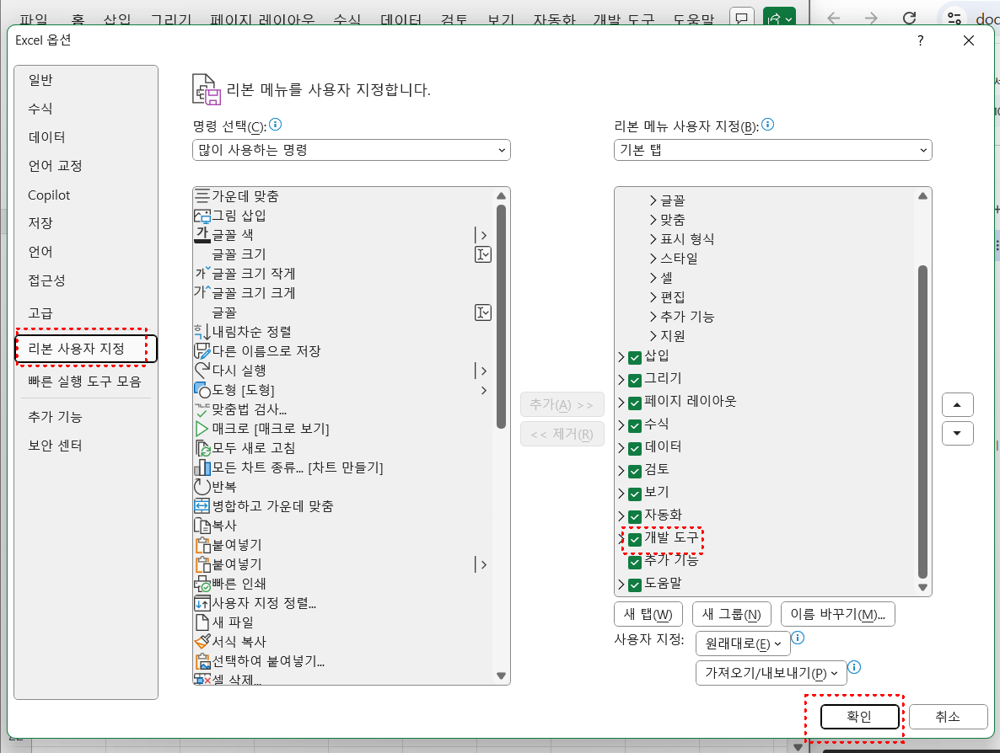 파일 홈 삽입 그리기 페이지 레이아웃 수식 데이터 검토 보기 자동화 개발 도구 도움말
doc
Excel 옵션
?
일반
수식
데이터
언어 교정
Copilot
저장
언어
접근성
고급
리본 사용자 지정
빠른 실행 도구 모음
추가 기능
보안 센터
리본 메뉴를 사용자 지정합니다.
명령 선택(C):
많이 사용하는 명령
가운데 맞춤
그림 삽입
글꼴 색
글꼴 크기
글꼴 크기 작게
글꼴 크기 크게
글꼴
내림차순 정렬
다른 이름으로 저장
다시 실행
도형 [도형]
맞춤법 검사...
매크로 [매크로 보기]
모두 새로 고침
모든 차트 종류... [차트 만들기]
반복
병합하고 가운데 맞춤
복사
붙여넣기
붙여넣기
빠른 인쇄
사용자 지정 정렬...
새 파일
서식 복사
선택하여 붙여넣기...
셀 삭제...
추가(A) >>
<< 제거(R)
리본 메뉴 사용자 지정(B):
기본 탭
글꼴
맞춤
표시 형식
스타일
셀
편집
추가 기능
지원
삽입
그리기
페이지 레이아웃
수식
데이터
검토
보기
자동화
개발 도구
추가 기능
도움말
새 탭(W) 새 그룹(N) 이름 바꾸기(M)...
사용자 지정: 원래대로(E)
가져오기/내보내기(P)
확인 취소